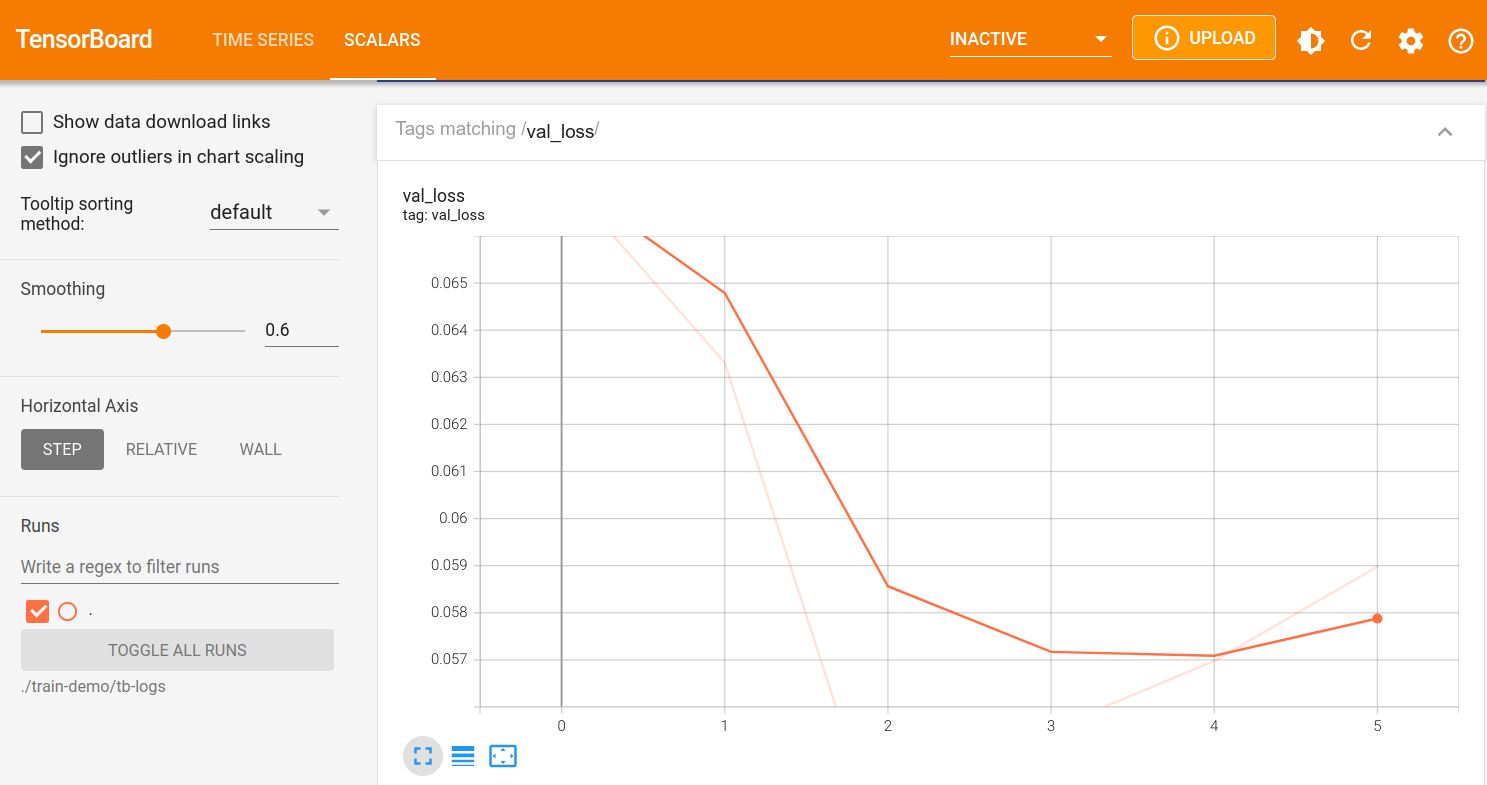 TensorBoard TIME SERIES SCALARS INACTIVE UPLOAD
Show data download links
Ignore outliers in chart scaling
Tooltip sorting
method:
default
Smoothing
0.6
Horizontal Axis
STEP RELATIVE WALL
Runs
Write a regex to filter runs
.
TOGGLE ALL RUNS
./train-demo/tb-logs
Tags matching /val_loss/
val_loss
tag: val_loss
0.065
0.064
0.063
0.062
0.061
0.06
0.059
0.058
0.057
0 1 2 3 4 5